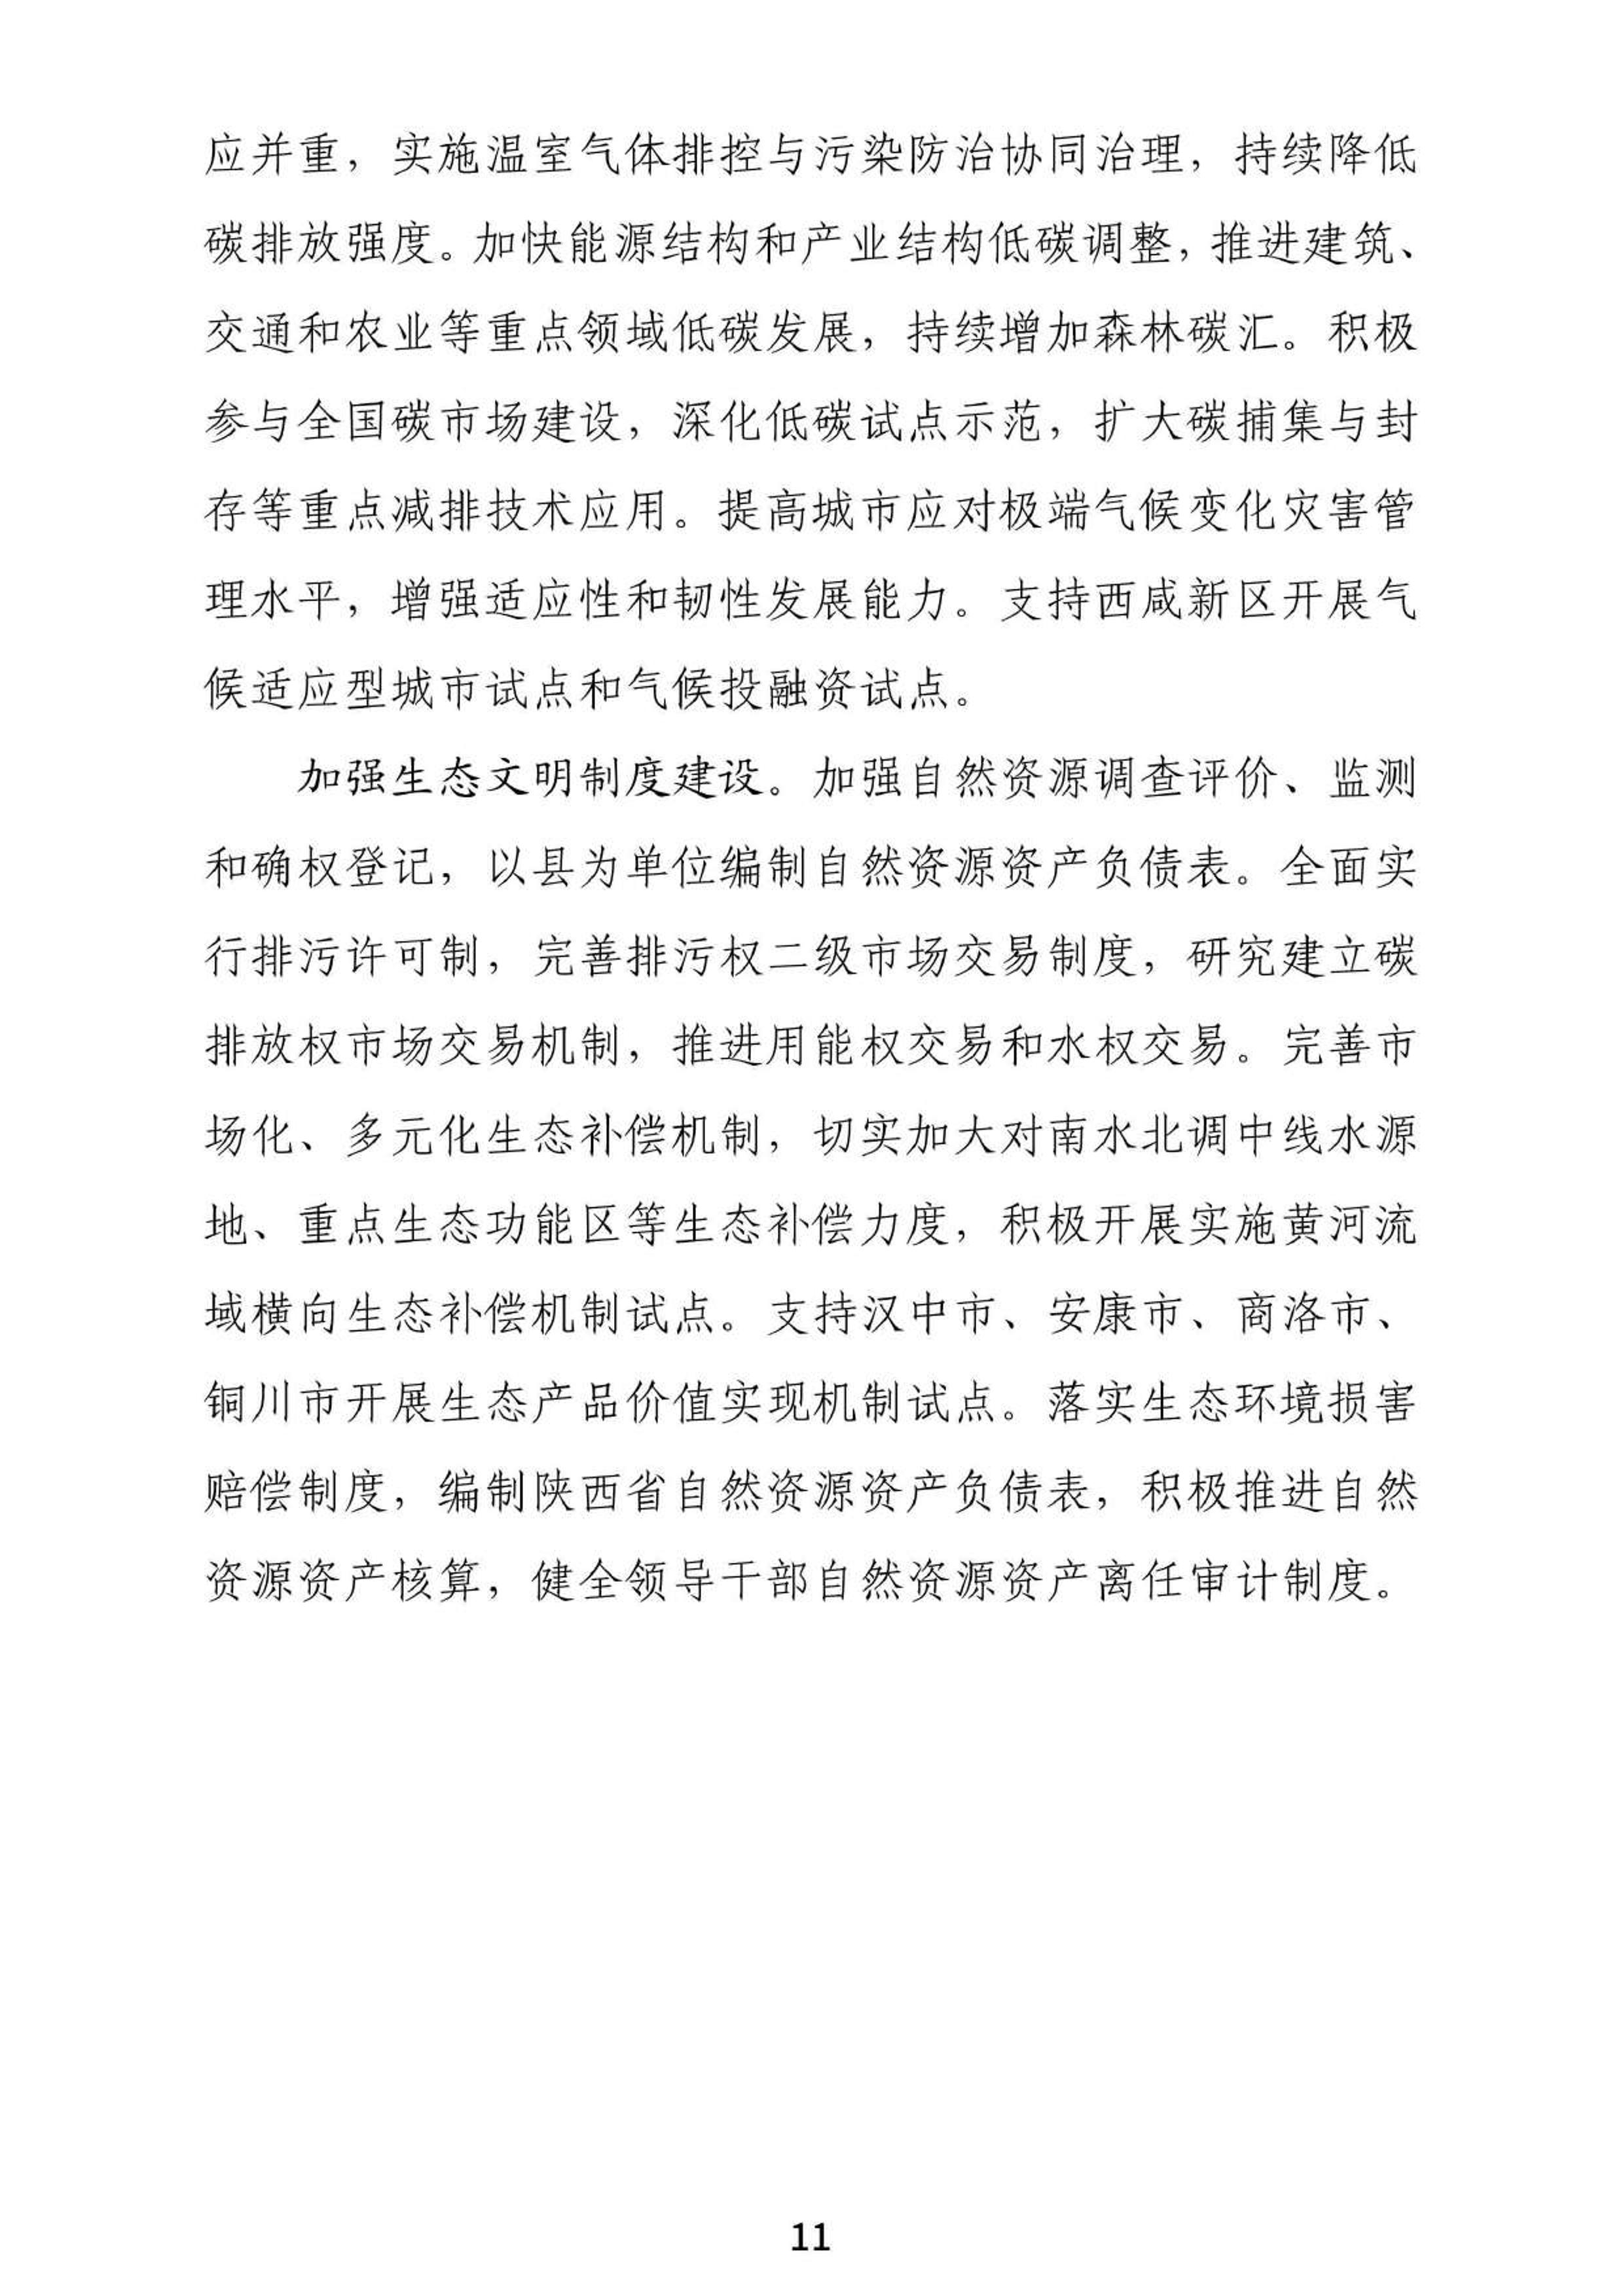 应并重，实施温室气体排控与污染防治协同治理，持续降低
碳排放强度。加快能源结构和产业结构低碳调整，推进建筑、
交通和农业等重点领域低碳发展，持续增加森林碳汇。积极
参与全国碳市场建设，深化低碳试点示范，扩大碳捕集与封
存等重点减排技术应用。提高城市应对极端气候变化灾害管
理水平，增强适应性和韧性发展能力。支持西咸新区开展气
候适应型城市试点和气候投融资试点。
加强生态文明制度建设。加强自然资源调查评价、监测
和确权登记，以县为单位编制自然资源资产负债表。全面实
行排污许可制，完善排污权二级市场交易制度，研究建立碳
排放权市场交易机制，推进用能权交易和水权交易。完善市
场化、多元化生态补偿机制，切实加大对南水北调中线水源
地、重点生态功能区等生态补偿力度，积极开展实施黄河流
域横向生态补偿机制试点。支持汉中市、安康市、商洛市、
铜川市开展生态产品价值实现机制试点。落实生态环境损害
赔偿制度，编制陕西省自然资源资产负债表，积极推进自然
资源资产核算，健全领导干部自然资源资产离任审计制度。
11